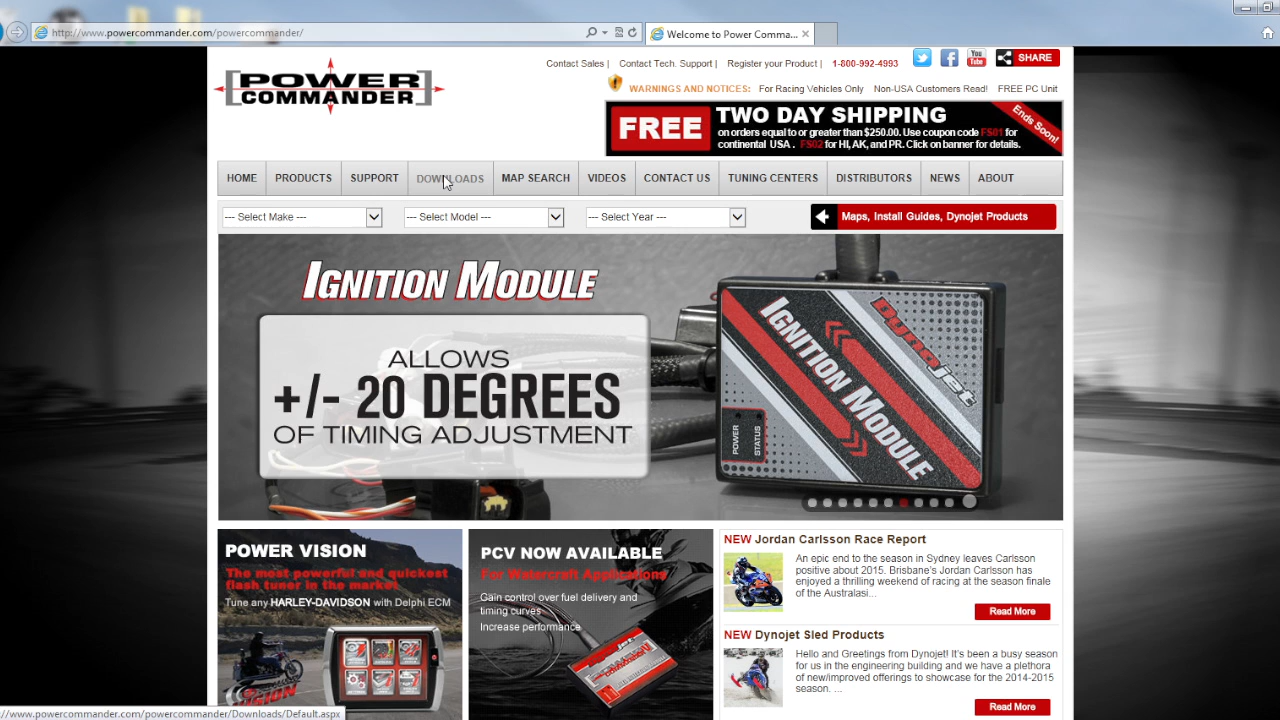 http://www.powercommander.com/powercommander/
Welcome to Power Comma...
POWER
COMMANDER
Contact Sales | Contact Tech. Support | Register your Product | 1-800-992-4993
You
Tube
SHARE
WARNINGS AND NOTICES: For Racing Vehicles Only Non-USA Customers Read! FREE PC Unit
FREE
TWO DAY SHIPPING
on orders equal to or greater than $250.00. Use coupon code FS01 for
continental USA . FS02 for HI, AK, and PR. Click on banner for details.
Ends Soon!
HOME PRODUCTS SUPPORT DOWNLOADS MAP SEARCH VIDEOS CONTACT US TUNING CENTERS DISTRIBUTORS NEWS ABOUT
--- Select Make --- --- Select Model --- --- Select Year ---
Maps, Install Guides, Dynojet Products
IGNITION MODULE
ALLOWS
+/- 20 DEGREES
OF TIMING ADJUSTMENT
Dynojet
IGNITION MODULE
POWER
STATUS
POWER VISION
The most powerful and quickest
flash tuner in the market
Tune any HARLEY-DAVIDSON with Delphi ECM
VISION
PCV NOW AVAILABLE
For Watercraft Applications
Gain control over fuel delivery and
timing curves
Increase performance
NEW Jordan Carlsson Race Report
An epic end to the season in Sydney leaves Carlsson
positive about 2015. Brisbane's Jordan Carlsson has
enjoyed a thrilling weekend of racing at the season finale
of the Australasi...
Read More
NEW Dynojet Sled Products
Hello and Greetings from Dynojet! It's been a busy season
for us in the engineering building and we have a plethora
of new/improved offerings to showcase for the 2014-2015
season. ...
Read More
://www.powercommander.com/powercommander/Downloads/Default.aspx